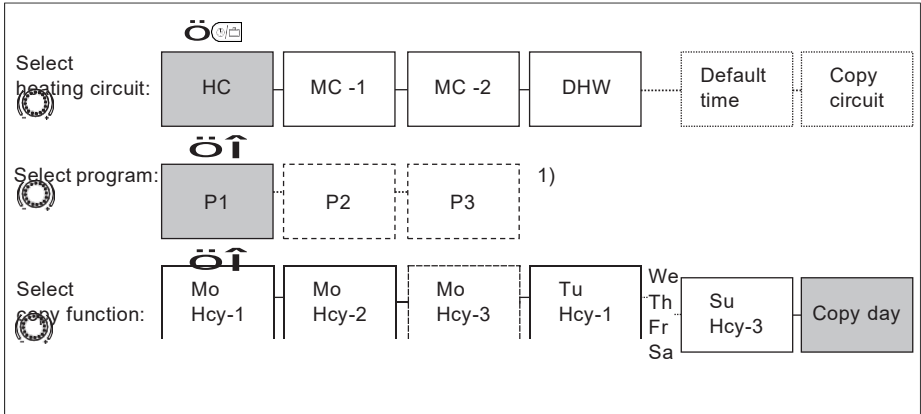 Ö
Select
heating circuit:
HC
MC -1
MC -2
DHW
Default
time
Copy
circuit
Ö Î
Select program:
P1
P2
P3
1)
Ö Î
Select
copy function:
Mo
Hcy-1
Mo
Hcy-2
Mo
Hcy-3
Tu
Hcy-1
We
Th
Fr
Sa
Su
Hcy-3
Copy day